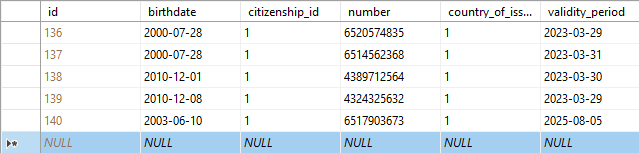 id birthdate citizenship_id number country_of_iss... validity_period
136 2000-07-28 1 6520574835 1 2023-03-29
137 2000-07-28 1 6514562368 1 2023-03-31
138 2010-12-01 1 4389712564 1 2023-03-30
139 2010-12-08 1 4324325632 1 2023-03-29
140 2003-06-10 1 6517903673 1 2025-08-05
NULL NULL NULL NULL NULL NULL